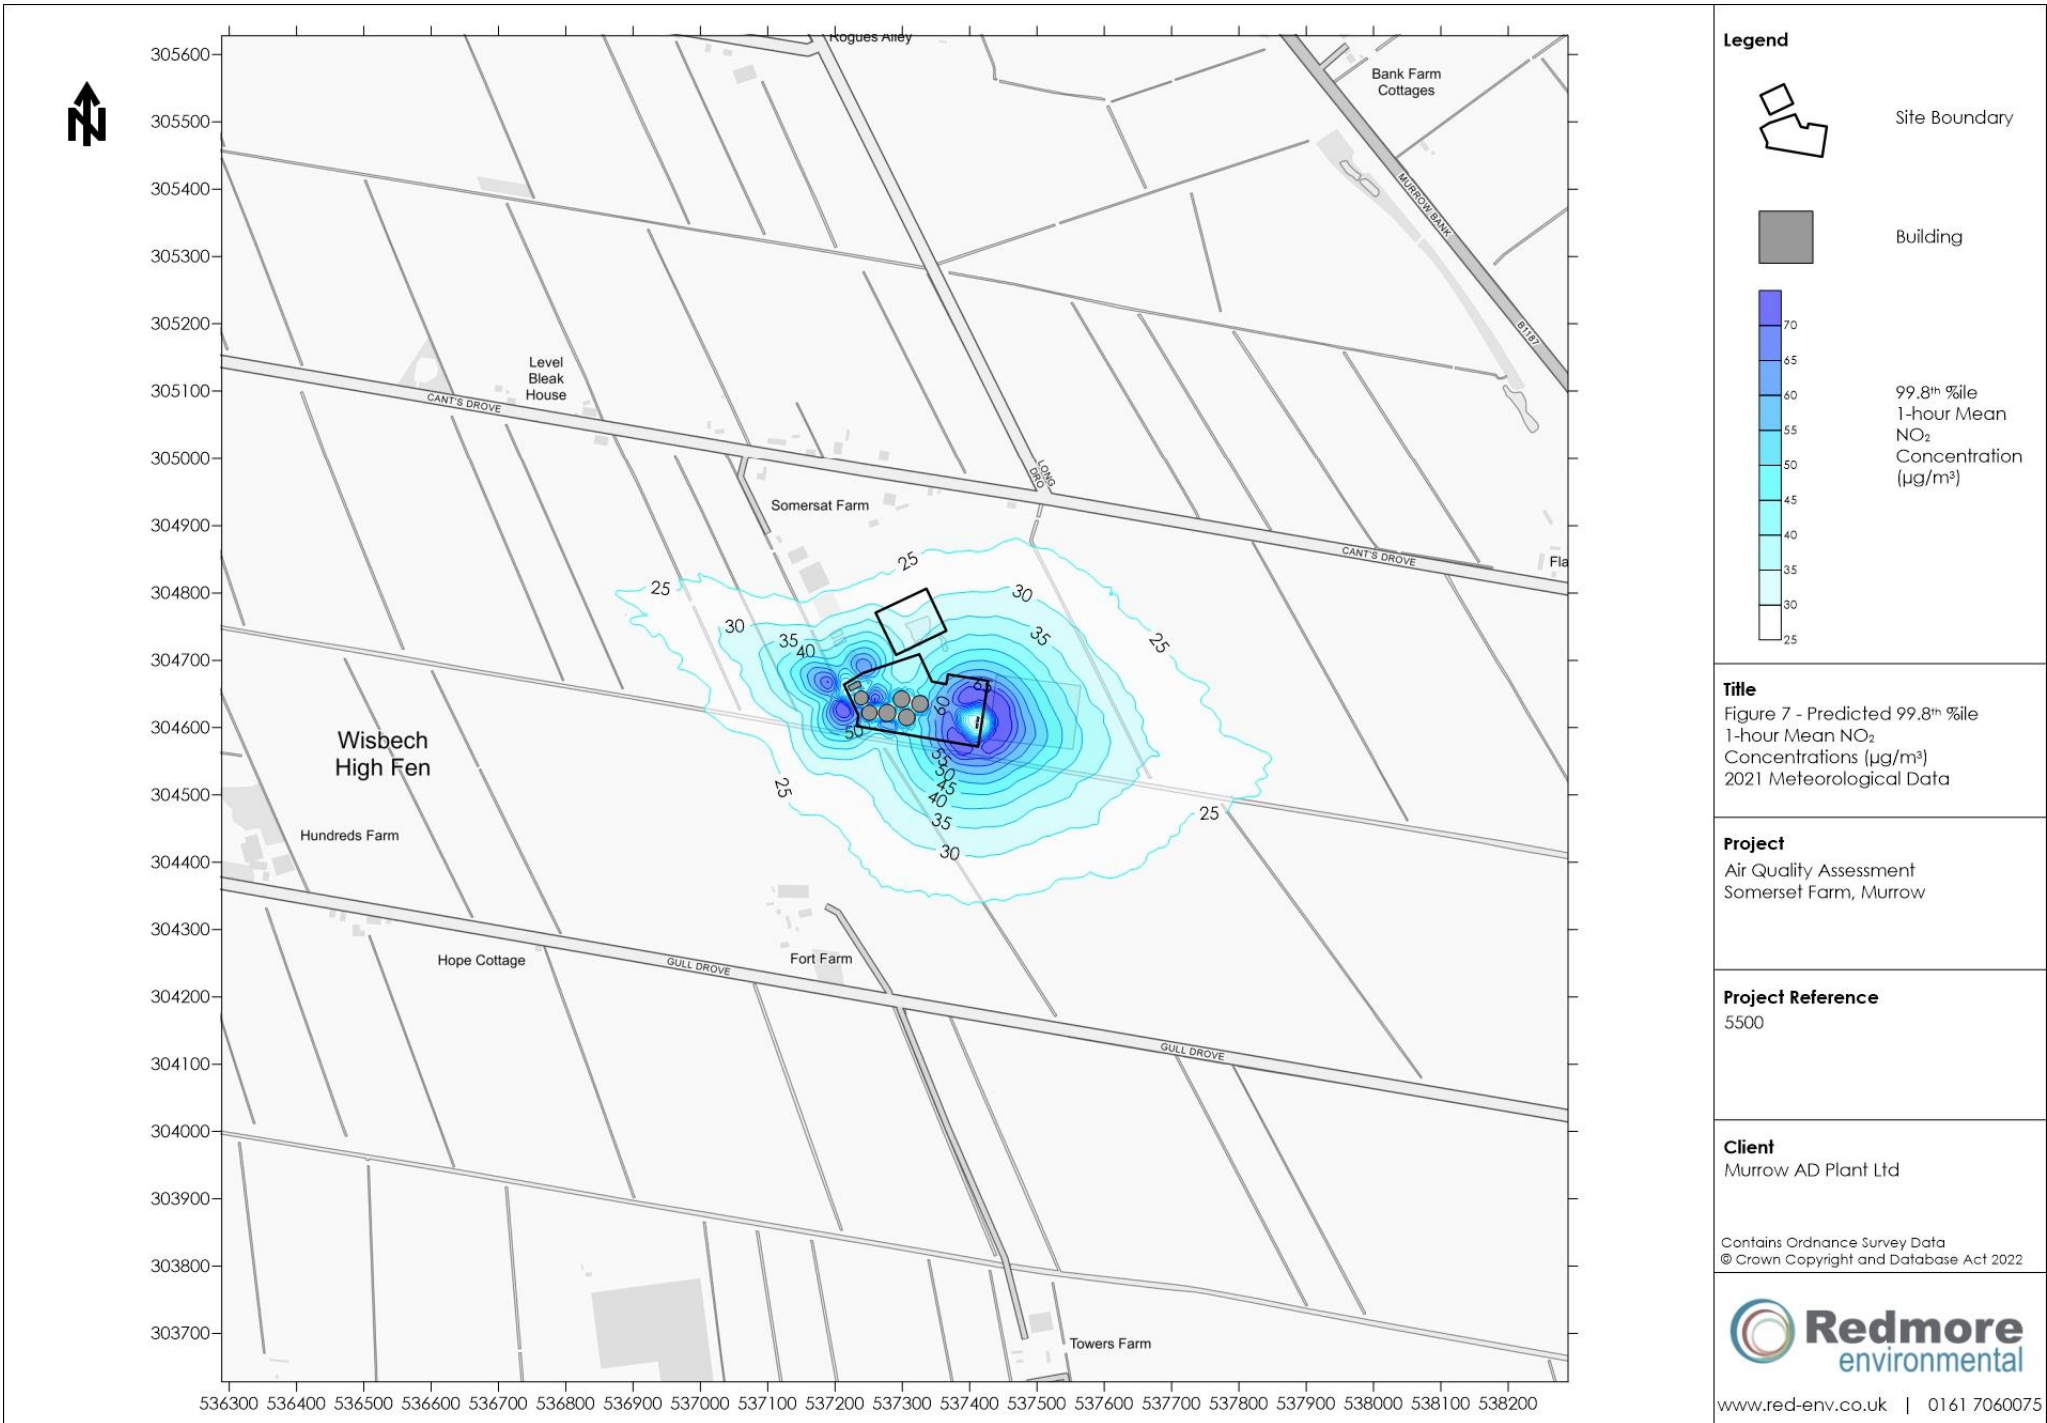 305600
305500
305400
305300
305200
305100
305000
304900
304800
304700
304600
304500
304400
304300
304200
304100
304000
303900
303800
303700
536300 536400 536500 536600 536700 536800 536900 537000 537100 537200 537300 537400 537500 537600 537700 537800 537900 538000 538100 538200
N
Rogues Alley
Bank Farm
Cottages
MURROW BANK
B1187
Level
Bleak
House
CANT'S DROVE
LONG
DRO
Somersat Farm
CANT'S DROVE
Fla
25
25
30
30
35
35
40
25
65
60
50
55
50
45
40
35
30
25
25
Wisbech
High Fen
Hundreds Farm
Hope Cottage
GULL DROVE
Fort Farm
GULL DROVE
Towers Farm
Legend
Site Boundary
Building
70
65
60
55
50
45
40
35
30
25
99.8th %ile
1-hour Mean
NO₂
Concentration
(µg/m³)
Title
Figure 7 - Predicted 99.8th %ile
1-hour Mean NO₂
Concentrations (µg/m³)
2021 Meteorological Data
Project
Air Quality Assessment
Somerset Farm, Murrow
Project Reference
5500
Client
Murrow AD Plant Ltd
Contains Ordnance Survey Data
© Crown Copyright and Database Act 2022
Redmore
environmental
www.red-env.co.uk | 0161 7060075